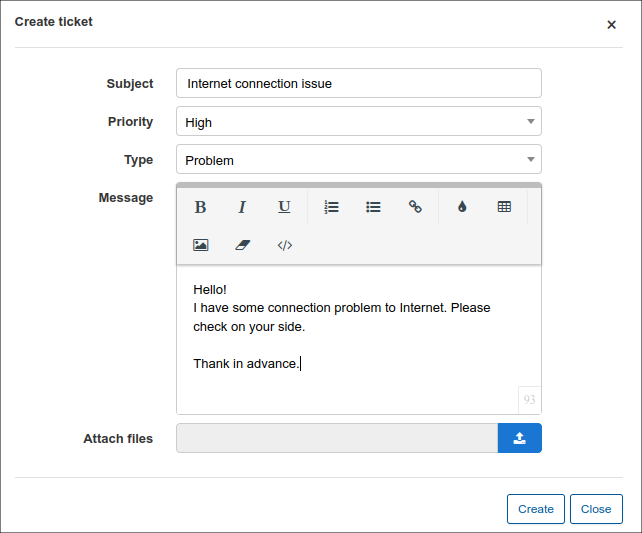 Create ticket
×
Subject
Internet connection issue
Priority
High
Type
Problem
Message
B I U
Hello!
I have some connection problem to Internet. Please
check on your side.
Thank in advance.
93
Attach files
Create
Close